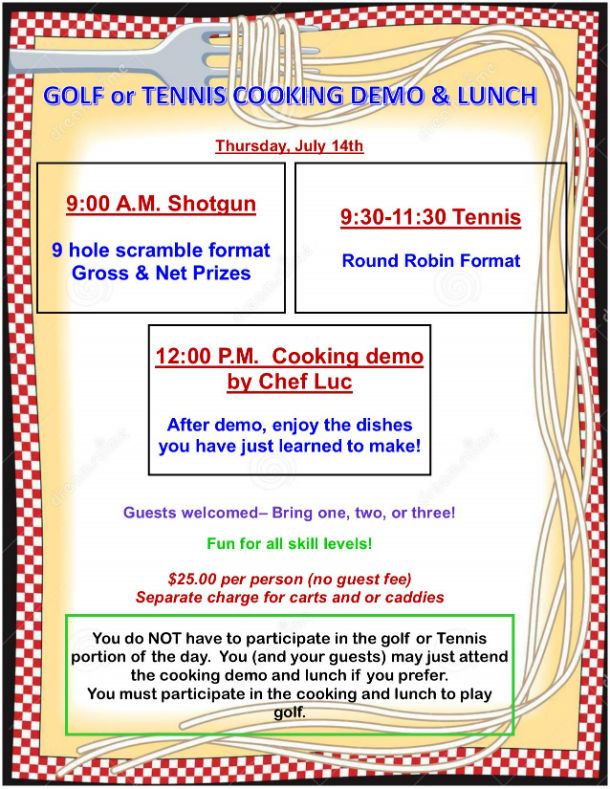 GOLF or TENNIS COOKING DEMO & LUNCH
Thursday, July 14th
9:00 A.M. Shotgun
9 hole scramble format
Gross & Net Prizes
9:30-11:30 Tennis
Round Robin Format
12:00 P.M. Cooking demo
by Chef Luc
After demo, enjoy the dishes
you have just learned to make!
Guests welcomed– Bring one, two, or three!
Fun for all skill levels!
$25.00 per person (no guest fee)
Separate charge for carts and or caddies
You do NOT have to participate in the golf or Tennis
portion of the day. You (and your guests) may just attend
the cooking demo and lunch if you prefer.
You must participate in the cooking and lunch to play
golf.